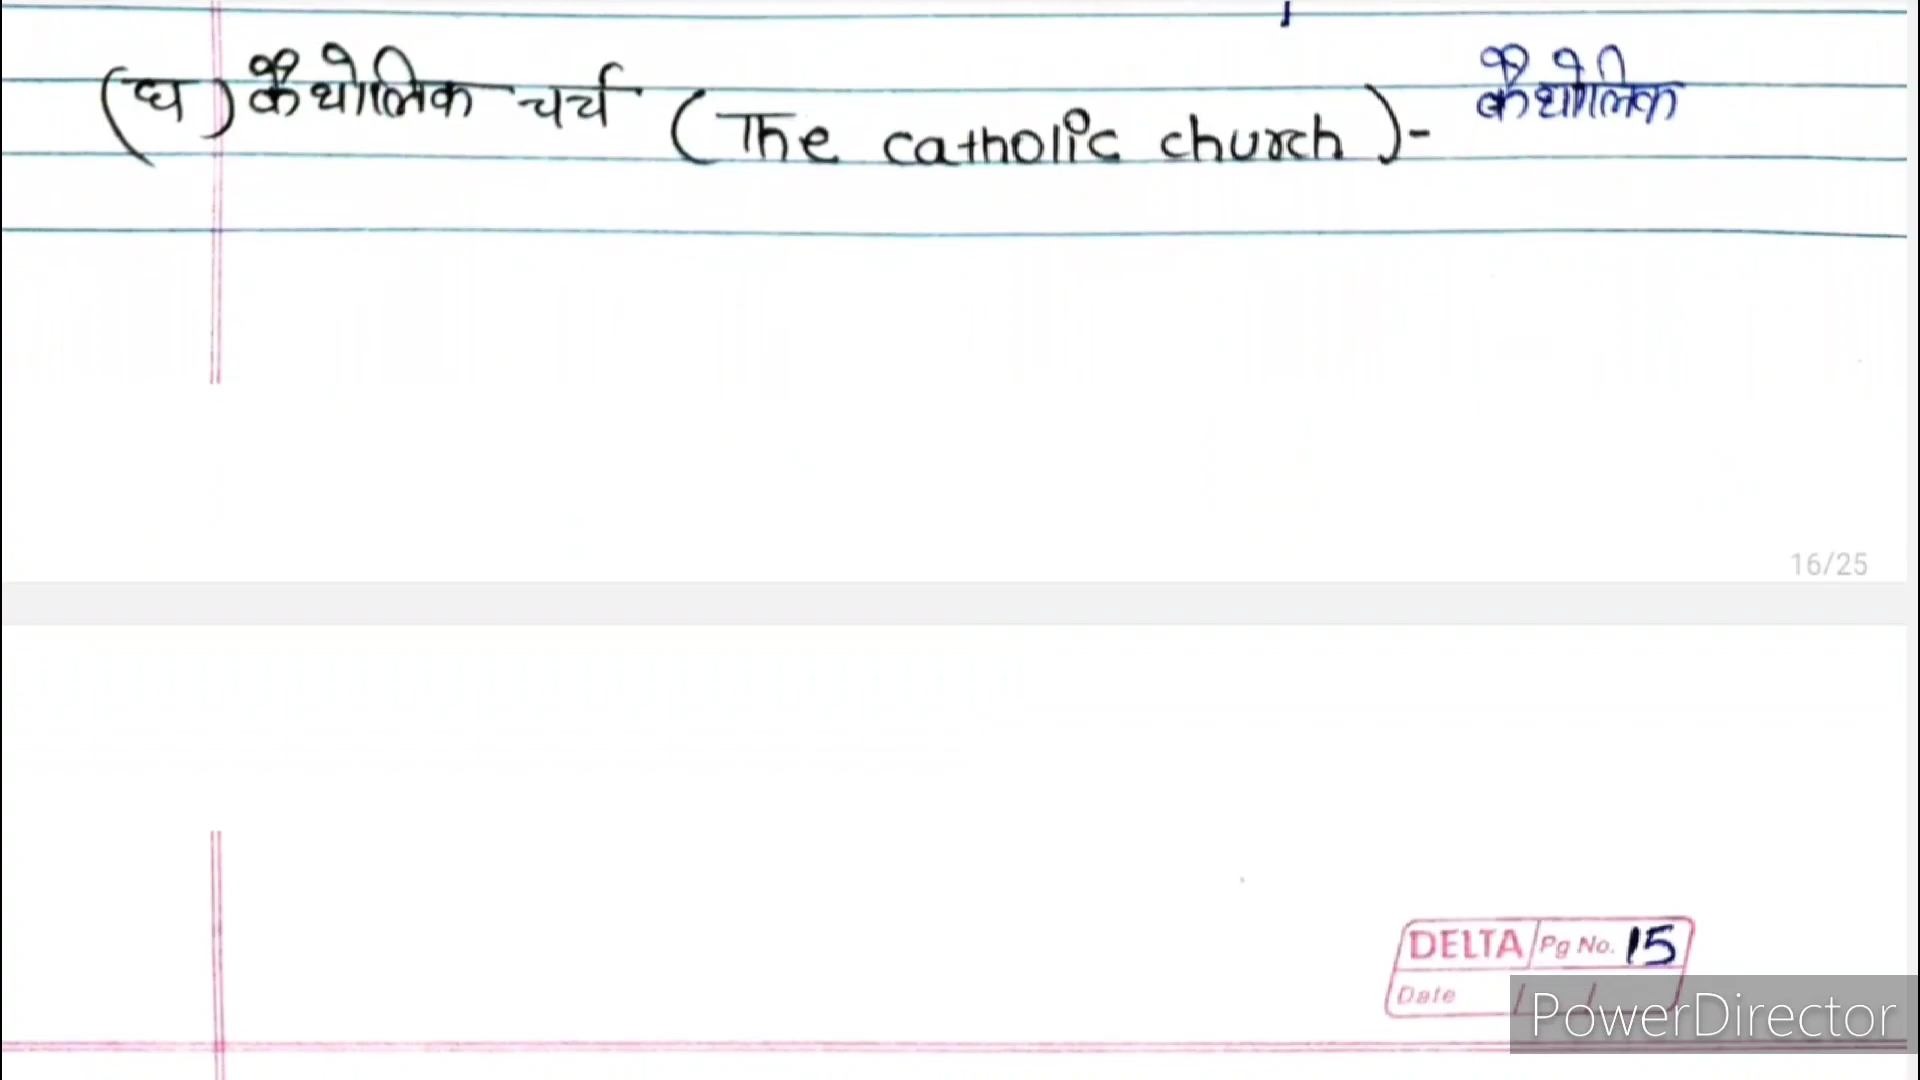 (घ) कैथोलिक चर्च (The catholic church)- कैथोलिक
16/25
DELTA Pg No. 15
Date / /
PowerDirector